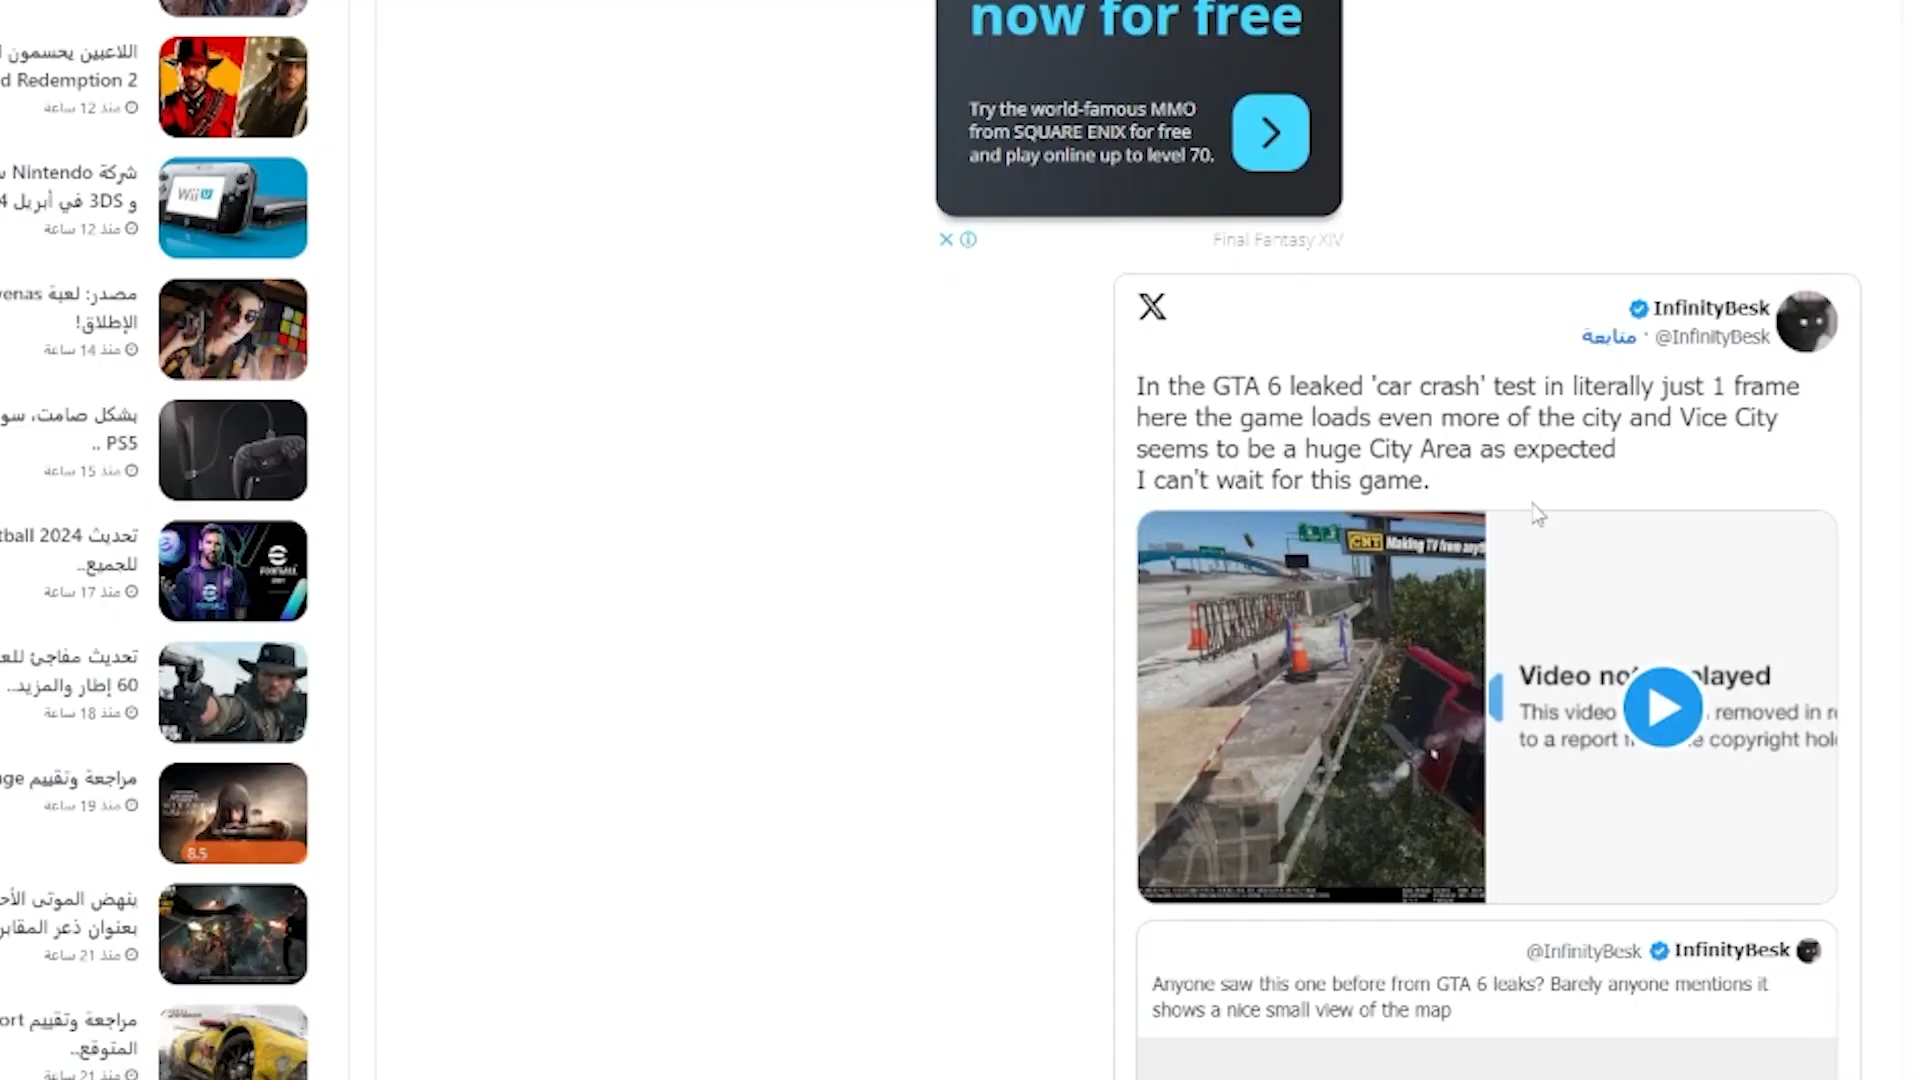 now for free
Try the world-famous MMO
from SQUARE ENIX for free
and play online up to level 70.
Final Fantasy XIV
InfinityBesk
@InfinityBesk · متابعة
In the GTA 6 leaked 'car crash' test in literally just 1 frame
here the game loads even more of the city and Vice City
seems to be a huge City Area as expected
I can't wait for this game.
CNT Making TV from
Video
This video removed in
to a report copyright
@InfinityBesk InfinityBesk
Anyone saw this one before from GTA 6 leaks? Barely anyone mentions it
shows a nice small view of the map
اللاعبين يحسمون
Redemption 2
منذ 12 ساعة
شركة Nintendo
و 3DS في أبريل
منذ 12 ساعة
Wii U
مصدر: لعبة
الإطلاق!
منذ 14 ساعة
بشكل صامت، سو
PS5 ..
منذ 15 ساعة
تحديث 2024
للجميع..
منذ 17 ساعة
تحديث مفاجئ
60 إطار والمزيد..
منذ 18 ساعة
مراجعة وتقييم
منذ 19 ساعة
8.5
ينهض الموتى
بعنوان ذعر
منذ 21 ساعة
مراجعة وتقييم
المتوقع..
منذ 21 ساعة